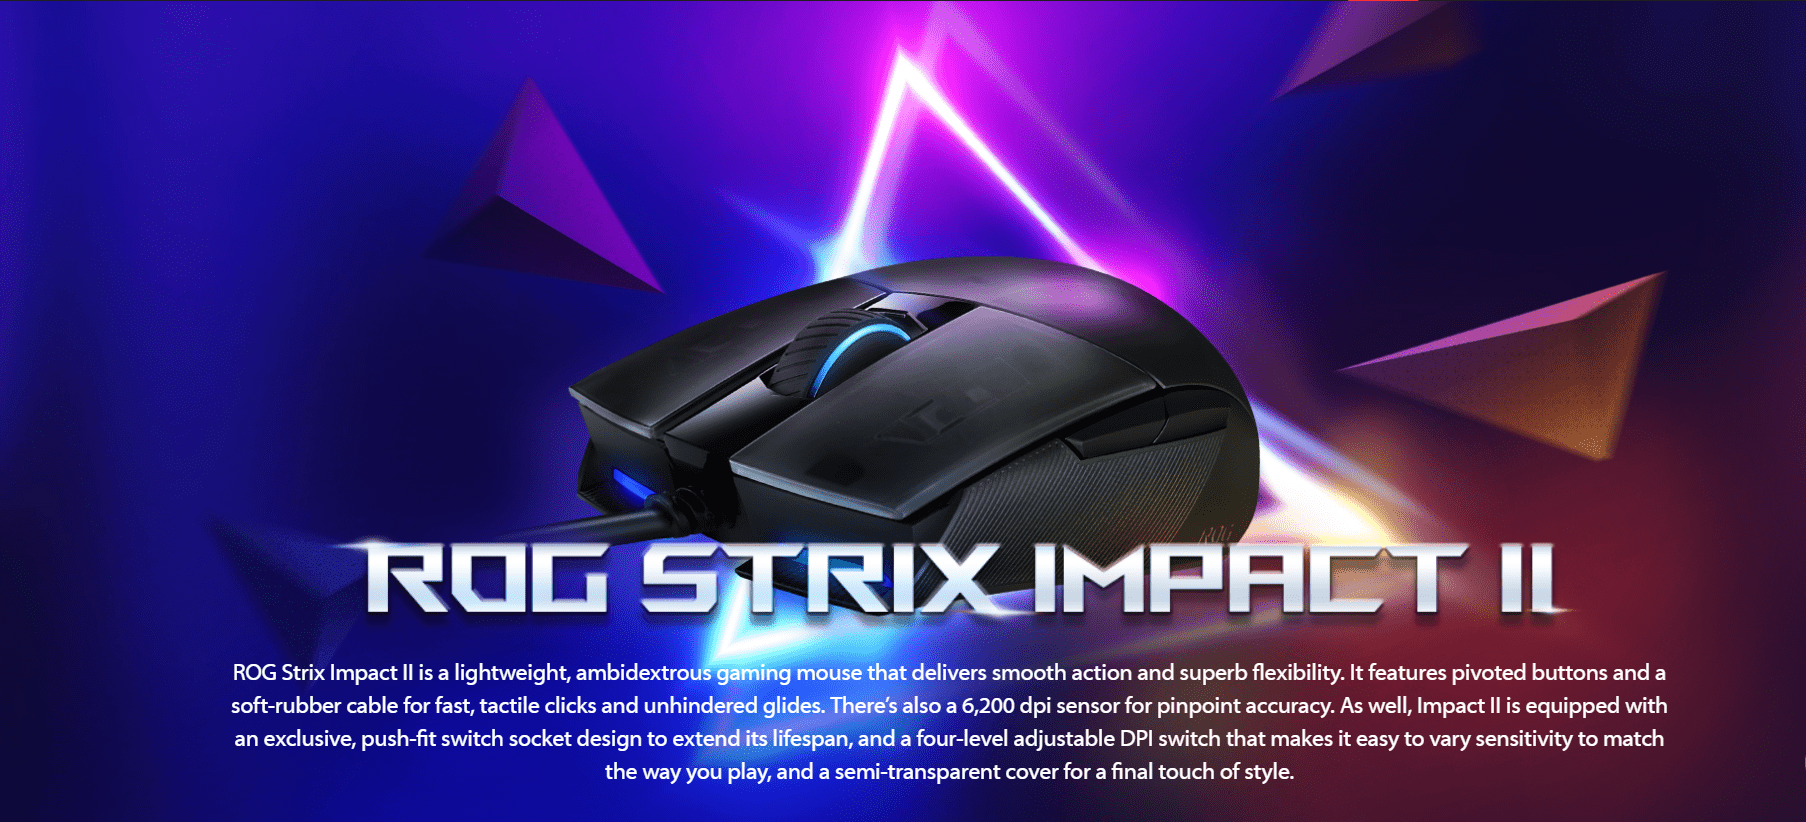 ROG
ROG STRIX IMPACT II
ROG Strix Impact II is a lightweight, ambidextrous gaming mouse that delivers smooth action and superb flexibility. It features pivoted buttons and a
soft-rubber cable for fast, tactile clicks and unhindered glides. There's also a 6,200 dpi sensor for pinpoint accuracy. As well, Impact II is equipped with
an exclusive, push-fit switch socket design to extend its lifespan, and a four-level adjustable DPI switch that makes it easy to vary sensitivity to match
the way you play, and a semi-transparent cover for a final touch of style.